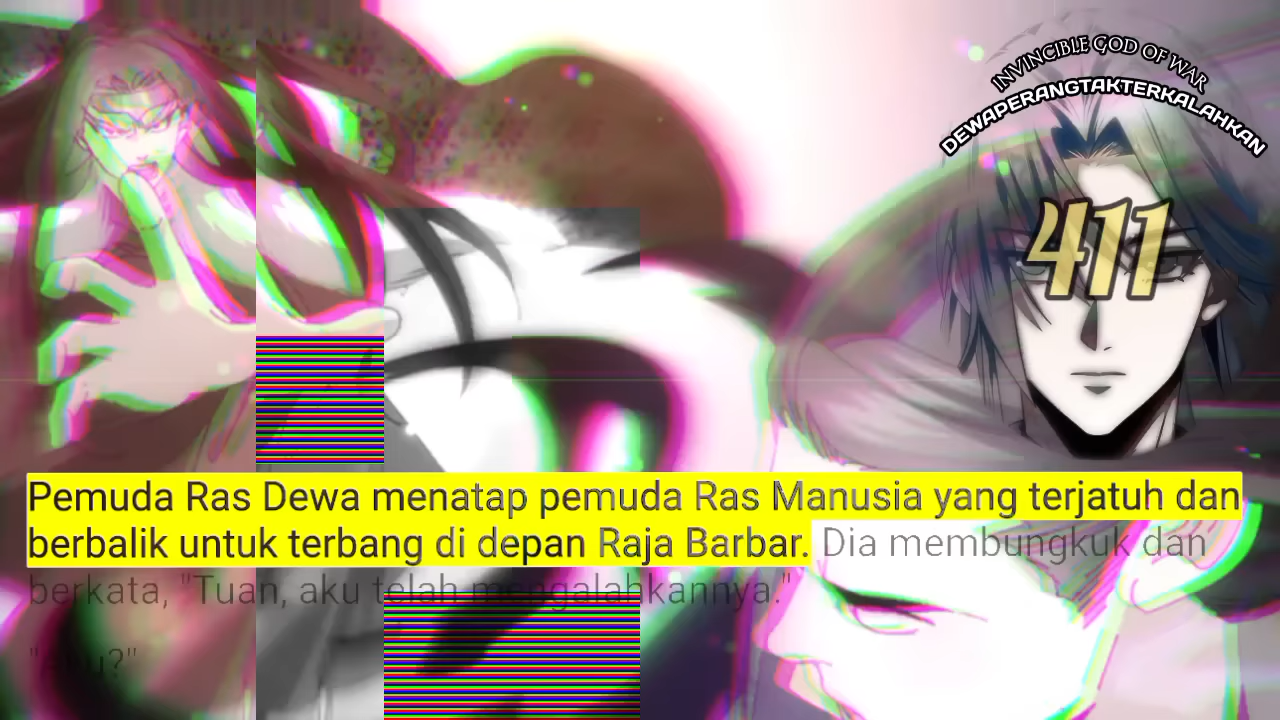 INVINCIBLE GOD OF WAR
DEWAPERANGTAKTERKALAHKAN
411
Pemuda Ras Dewa menatap pemuda Ras Manusia yang terjatuh dan
berbalik untuk terbang di depan Raja Barbar. Dia membungkuk dan
berkata, "Tuan, aku telah mengalahkannya."